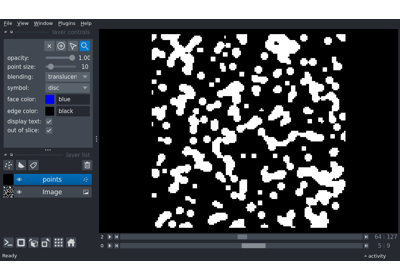 File View Window Plugins Help
layer controls
opacity: 1.00
point size: 10
blending: translucen
symbol: disc
face color: blue
edge color: black
display text:
out of slice:
layer list
points
Image
2 64 127
0 5 9
Ready activity